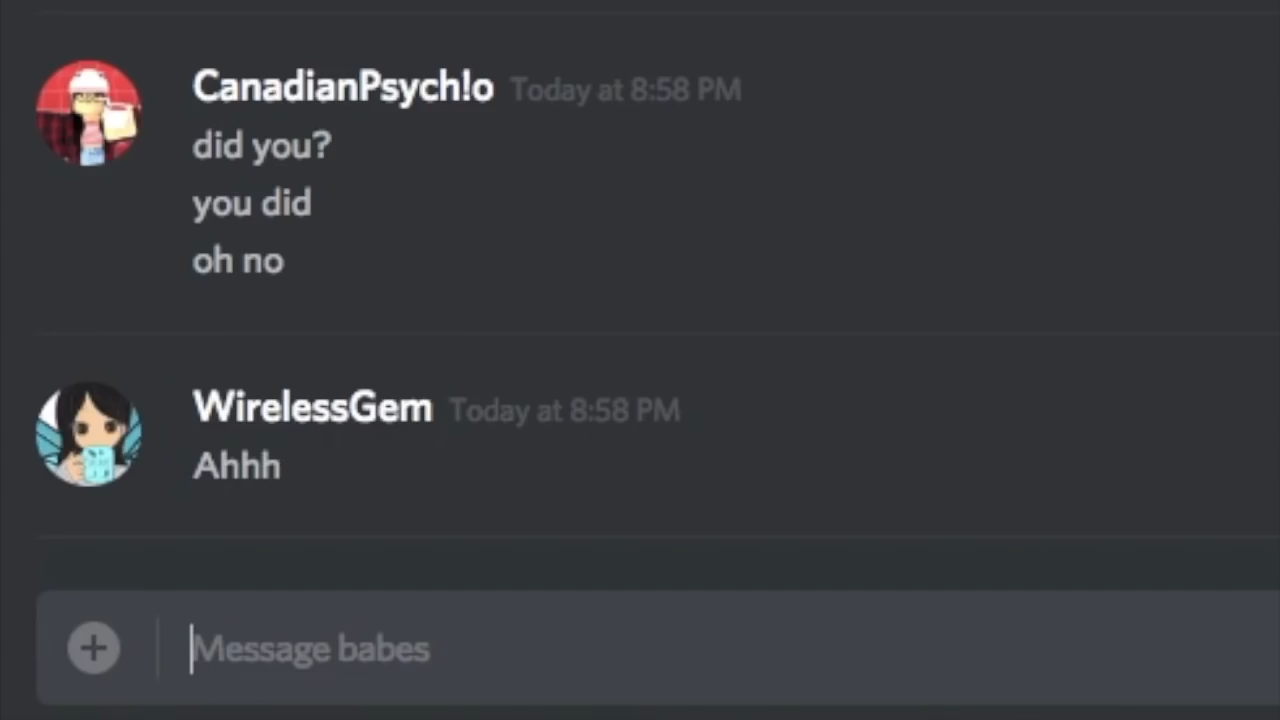 CanadianPsych!o Today at 8:58 PM
did you?
you did
oh no
WirelessGem Today at 8:58 PM
Ahhh
Message babes